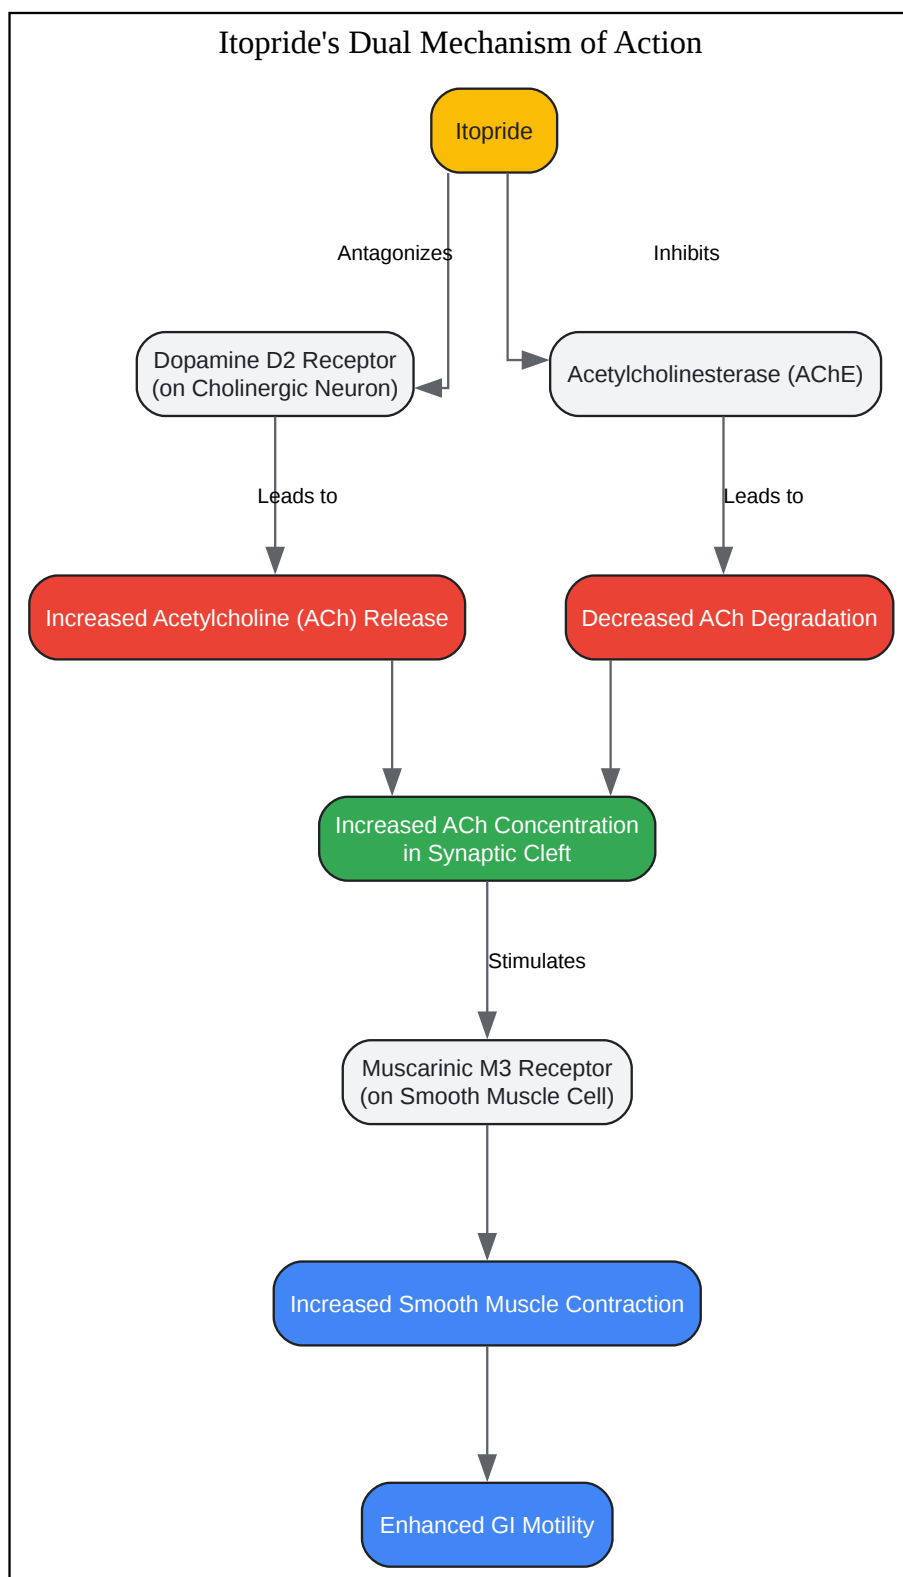 Itopride's Dual Mechanism of Action
Itopride
Antagonizes
Inhibits
Dopamine D2 Receptor
(on Cholinergic Neuron)
Acetylcholinesterase (AChE)
Leads to
Leads to
Increased Acetylcholine (ACh) Release
Decreased ACh Degradation
Increased ACh Concentration
in Synaptic Cleft
Stimulates
Muscarinic M3 Receptor
(on Smooth Muscle Cell)
Increased Smooth Muscle Contraction
Enhanced GI Motility